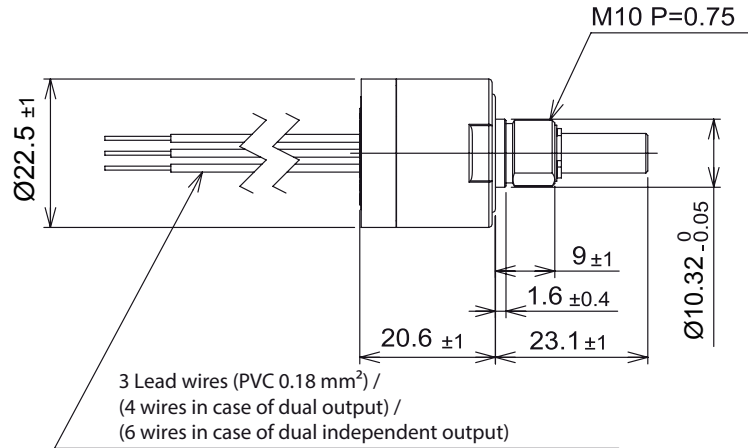 M10 P=0.75
Ø22.5 ±1
Ø10.32 0 -0.05
9 ±1
1.6 ±0.4
20.6 ±1
23.1 ±1
3 Lead wires (PVC 0.18 mm²) /
(4 wires in case of dual output) /
(6 wires in case of dual independent output)